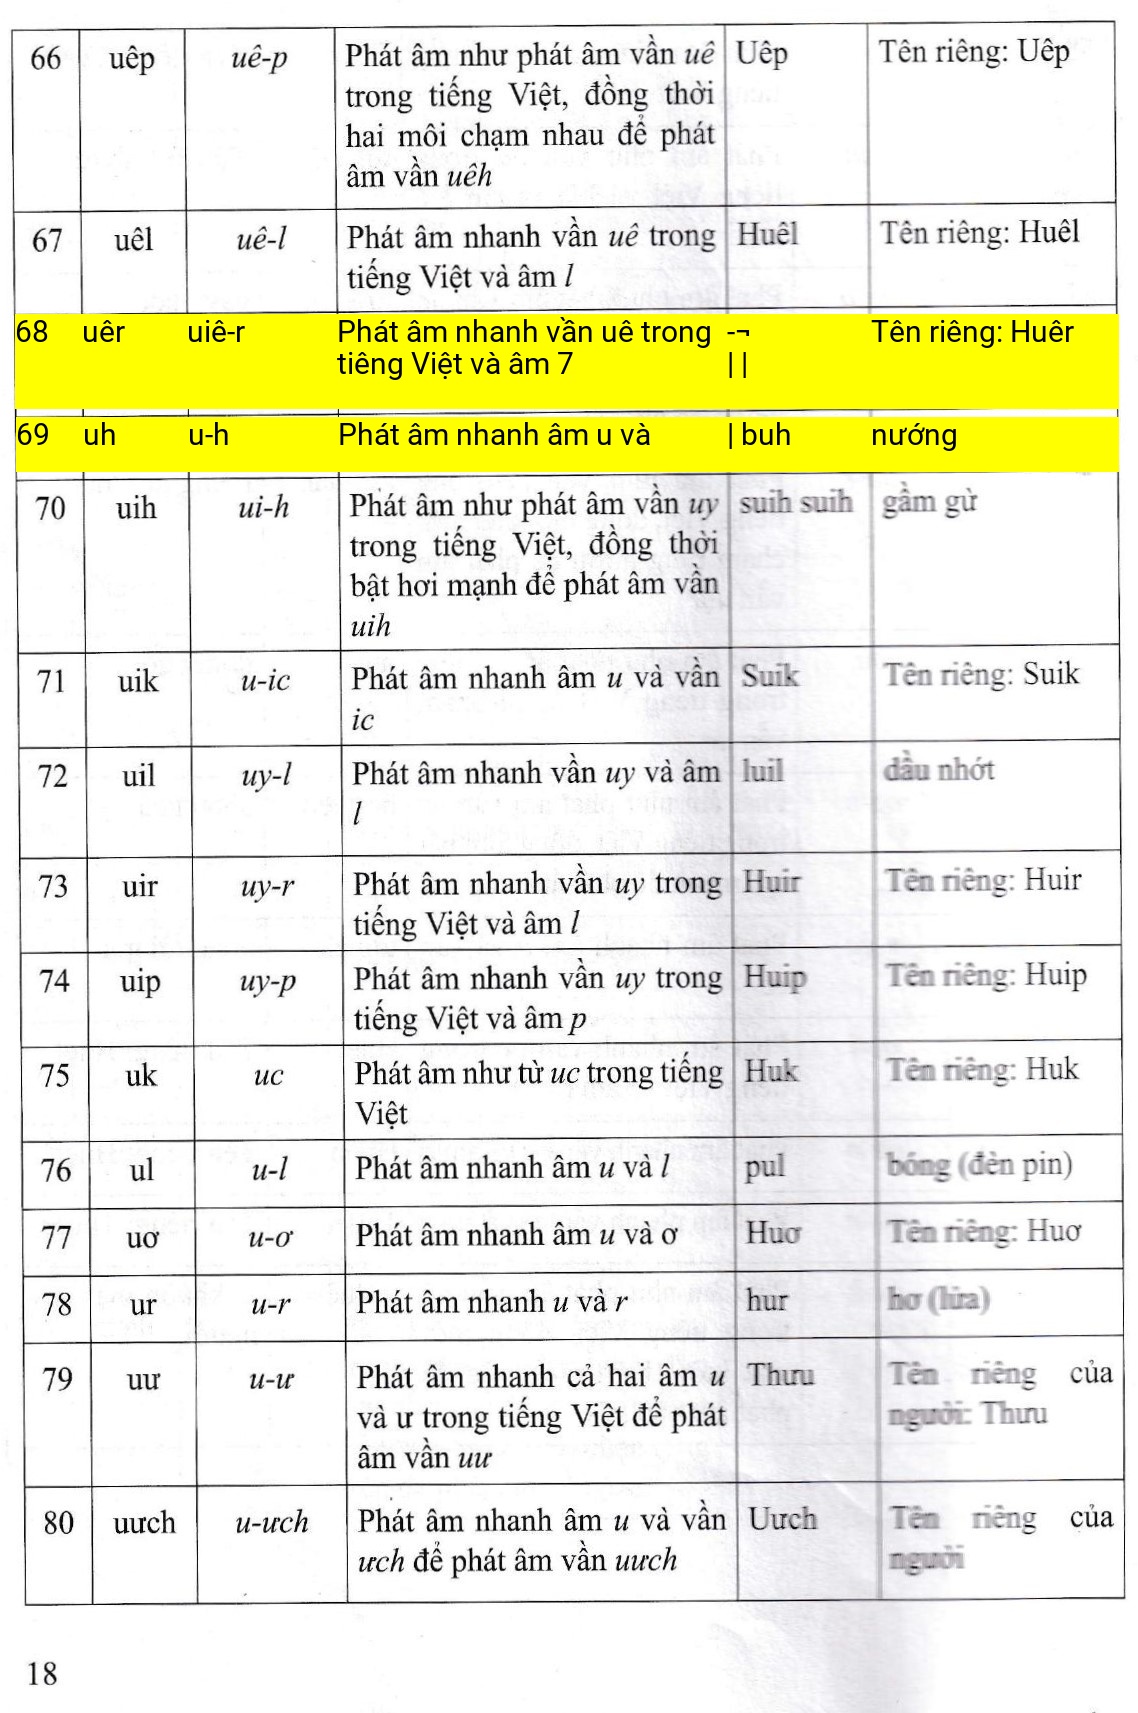 66 uêp uê-p Phát âm như phát âm vần uê Uêp Tên riêng: Uêp
trong tiếng Việt, đồng thời
hai môi chạm nhau để phát
âm vần uêh
67 uêl uê-l Phát âm nhanh vần uê trong Huêl Tên riêng: Huêl
tiếng Việt và âm l
68 uêr uiê-r Phát âm nhanh vần uê trong -¬ Tên riêng: Huêr
tiêng Việt và âm 7 | |
69 uh u-h Phát âm nhanh âm u và | buh nướng
70 uih ui-h Phát âm như phát âm vần uy suih suih gầm gừ
trong tiếng Việt, đồng thời
bật hơi mạnh để phát âm vần
uih
71 uik u-ic Phát âm nhanh âm u và vần Suik Tên riêng: Suik
ic
72 uil uy-l Phát âm nhanh vần uy và âm luil dầu nhớt
l
73 uir uy-r Phát âm nhanh vần uy trong Huir Tên riêng: Huir
tiếng Việt và âm l
74 uip uy-p Phát âm nhanh vần uy trong Huip Tên riêng: Huip
tiếng Việt và âm p
75 uk uc Phát âm như từ uc trong tiếng Huk Tên riêng: Huk
Việt
76 ul u-l Phát âm nhanh âm u và l pul bóng (đèn pin)
77 uơ u-ơ Phát âm nhanh âm u và ơ Huơ Tên riêng: Huơ
78 ur u-r Phát âm nhanh u và r hur hơ (lửa)
79 uư u-ư Phát âm nhanh cả hai âm u Thưu Tên riêng của
và ư trong tiếng Việt để phát người: Thưu
âm vần uư
80 uưch u-ưch Phát âm nhanh âm u và vần Uưch Tên riêng của
ưch để phát âm vần uưch người
18